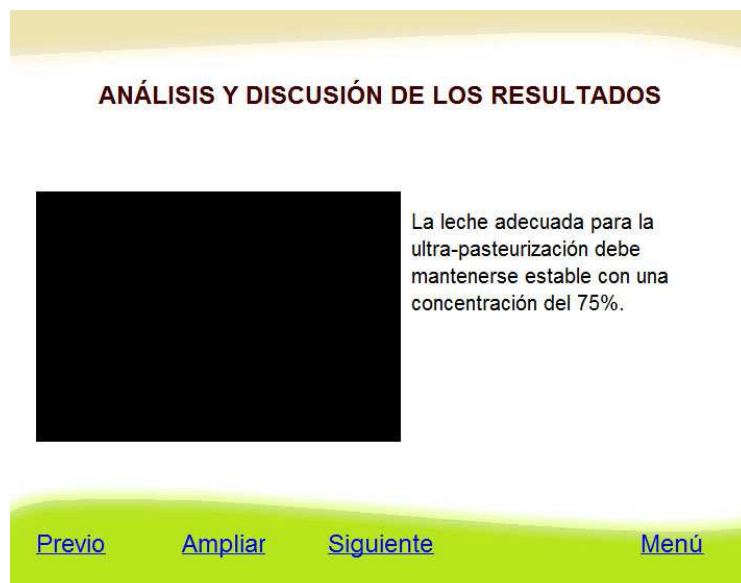 ANÁLISIS Y DISCUSIÓN DE LOS RESULTADOS
La leche adecuada para la
ultra-pasteurización debe
mantenerse estable con una
concentración del 75%.
Previo
Ampliar
Siguiente
Menú